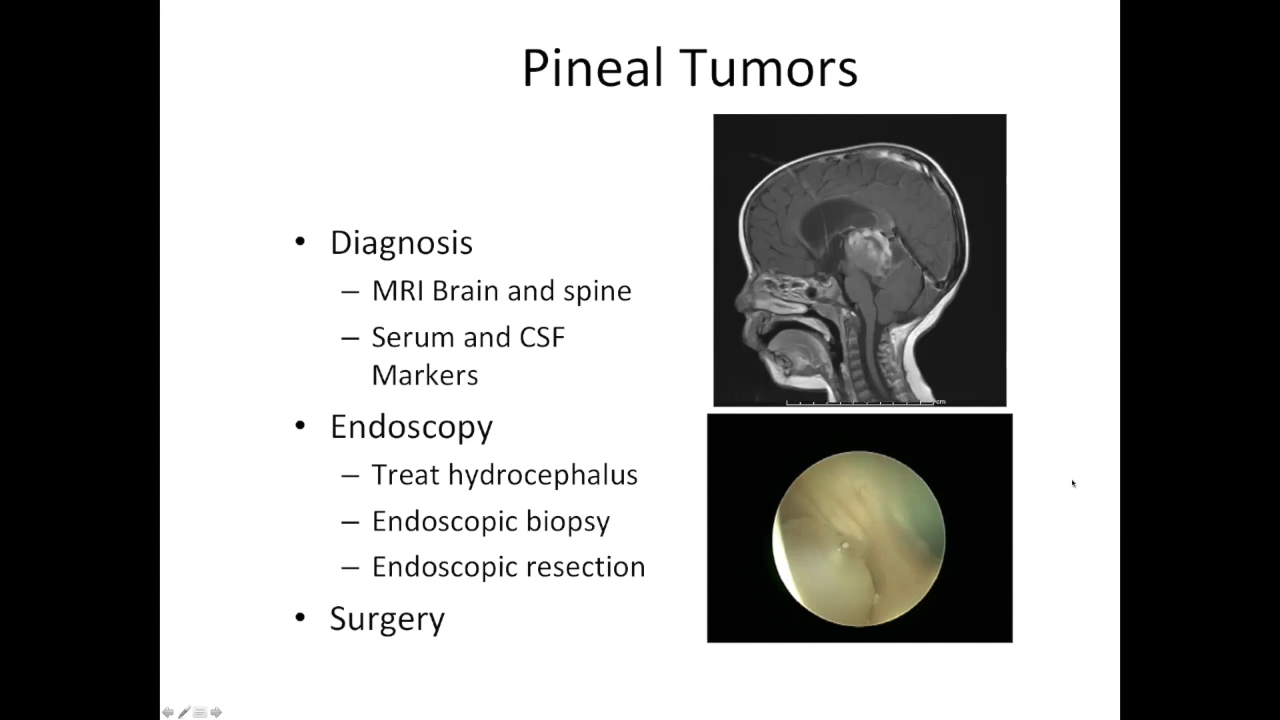 Pineal Tumors
• Diagnosis
– MRI Brain and spine
– Serum and CSF
Markers
• Endoscopy
– Treat hydrocephalus
– Endoscopic biopsy
– Endoscopic resection
• Surgery
cm